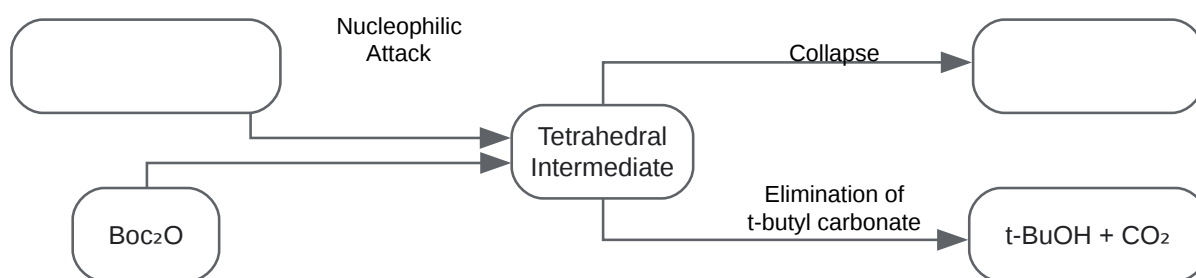 Nucleophilic
Attack
Collapse
Tetrahedral
Intermediate
Boc₂O
Elimination of
t-butyl carbonate
t-BuOH + CO₂